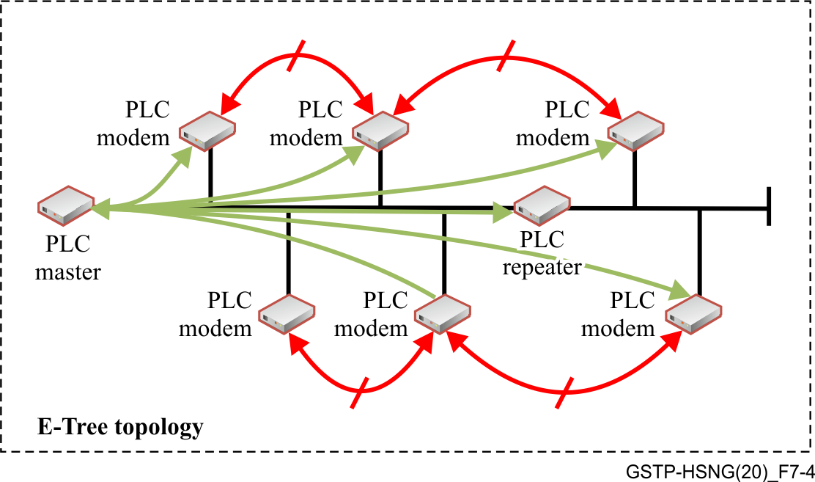 PLC
modem
PLC
modem
PLC
modem
PLC
master
PLC
repeater
PLC
modem
PLC
modem
PLC
modem
E-Tree topology
GSTP-HSNG(20)_F7-4